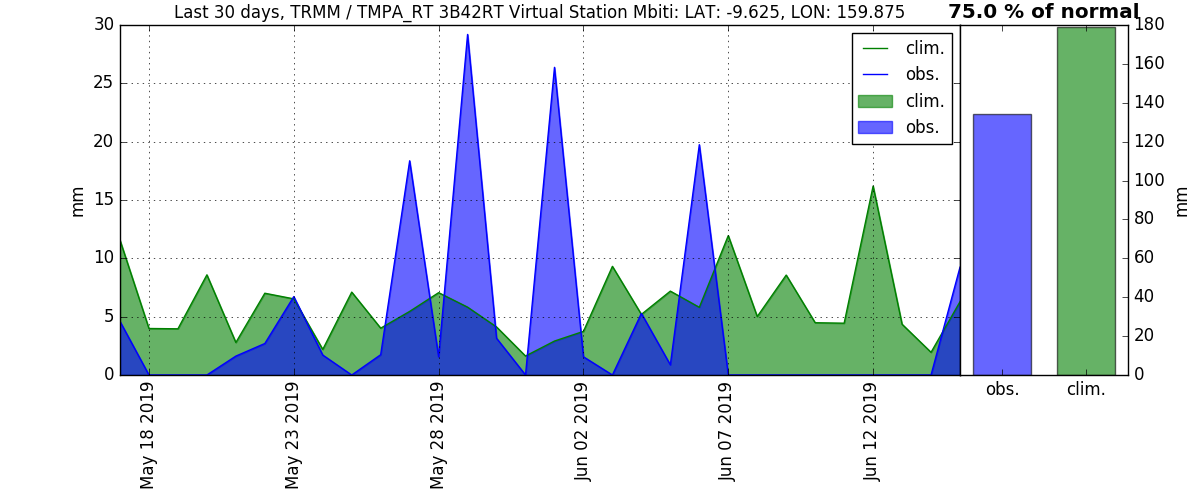 Last 30 days, TRMM / TMPA_RT 3B42RT Virtual Station Mbiti: LAT: -9.625, LON: 159.875
75.0 % of normal
30
25
20
15
10
5
0
mm
clim.
obs.
clim.
obs.
180
160
140
120
100
80
60
40
20
0
mm
May 18 2019
May 23 2019
May 28 2019
Jun 02 2019
Jun 07 2019
Jun 12 2019
obs.
clim.